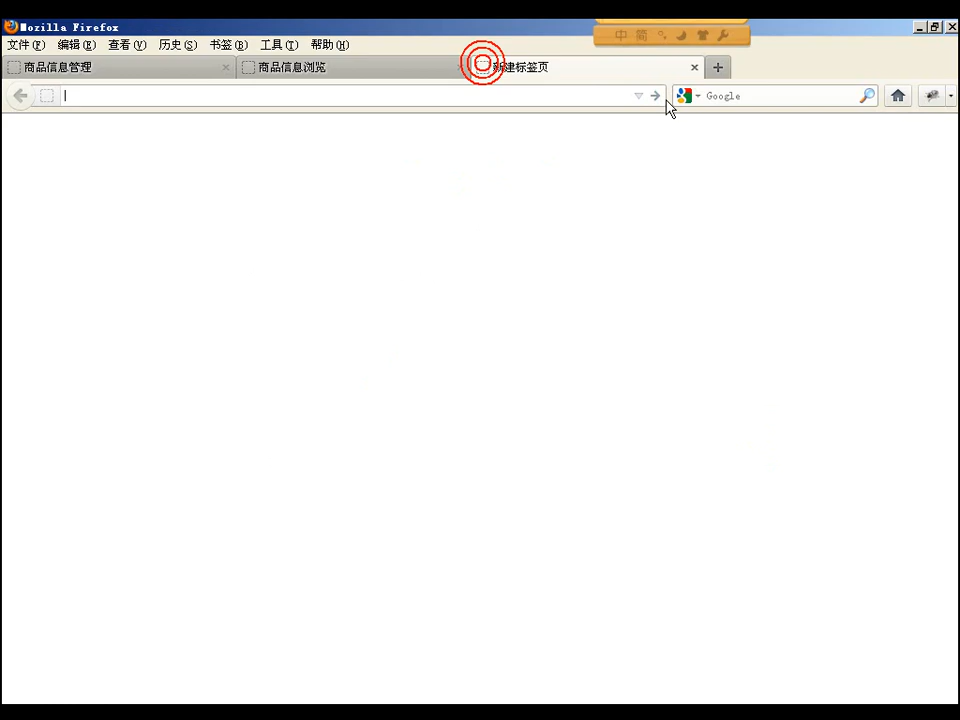 Mozilla Firefox
中 简
文件(F) 编辑(E) 查看(V) 历史(S) 书签(B) 工具(T) 帮助(H)
商品信息管理 商品信息浏览 新建标签页
Google